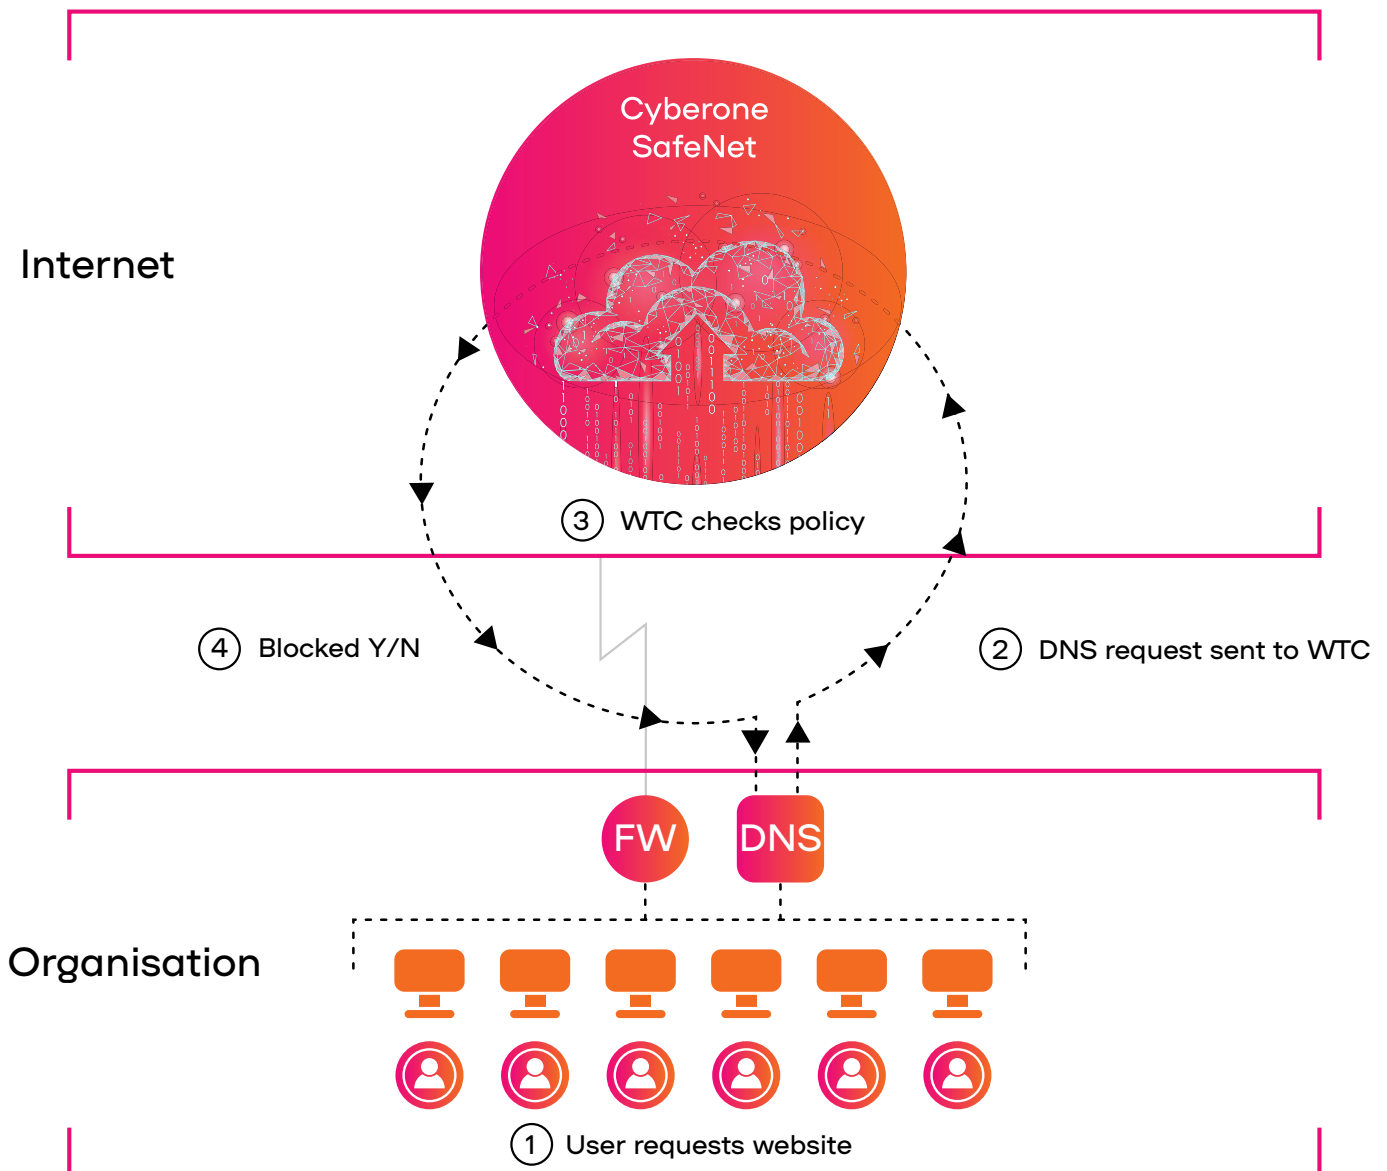 Cyberone
SafeNet
Internet
3 WTC checks policy
4 Blocked Y/N
2 DNS request sent to WTC
FW
DNS
Organisation
1 User requests website